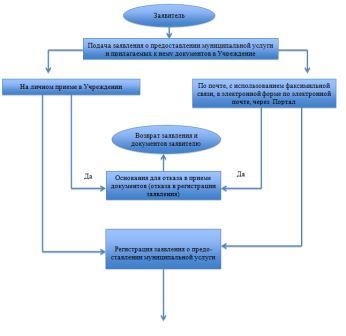 Заявитель
Подача заявления о предоставлении муниципальной услуги
и прилагаемых к нему документов в Учреждение
На личном приеме в Учреждении
По почте, с использованием факсимильной
связи, в электронной форме по электронной
почте, через Портал
Возврат заявления и
документов заявителю
Да
Да
Основания для отказа в приеме
документов (отказа в регистрации
заявления)
Регистрация заявления о предо-
ставлении муниципальной услуги